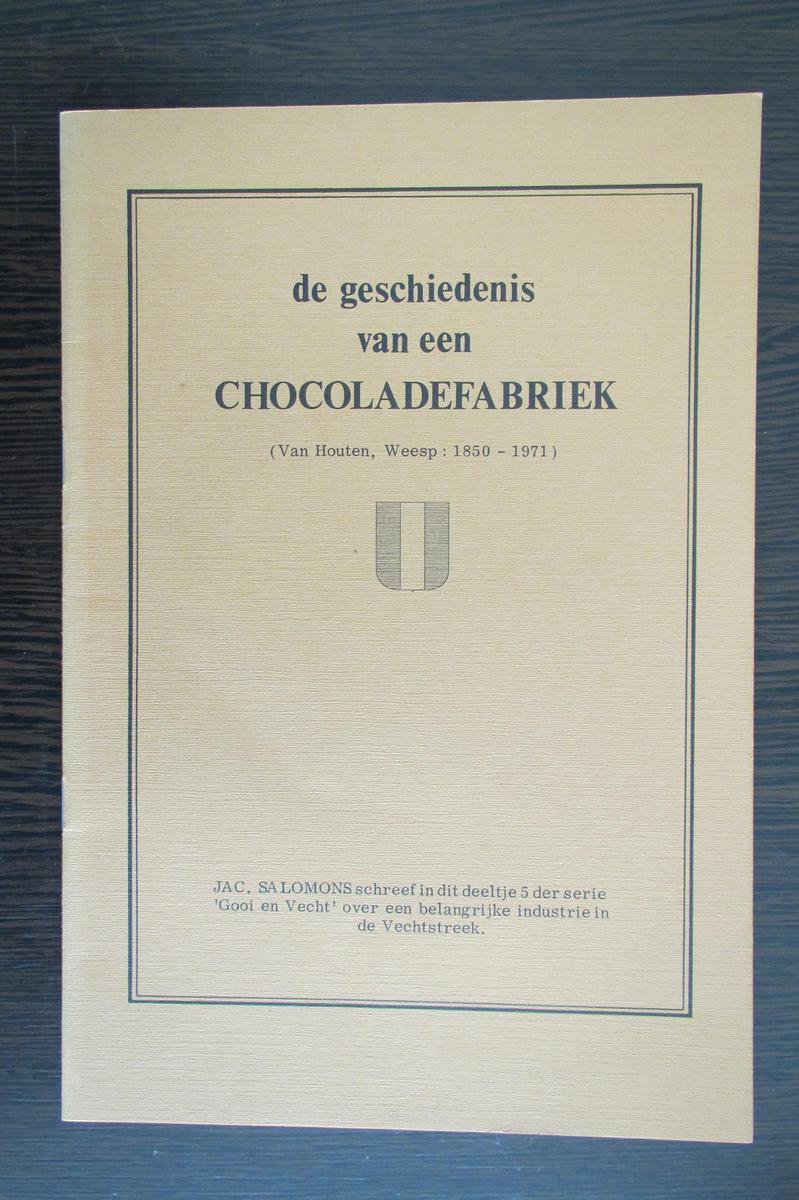 de geschiedenis
van een
CHOCOLADEFABRIEK
(Van Houten, Weesp : 1850 - 1971)
JAC. SALOMONS schreef in dit deeltje 5 der serie
'Gooi en Vecht' over een belangrijke industrie in
de Vechtstreek.